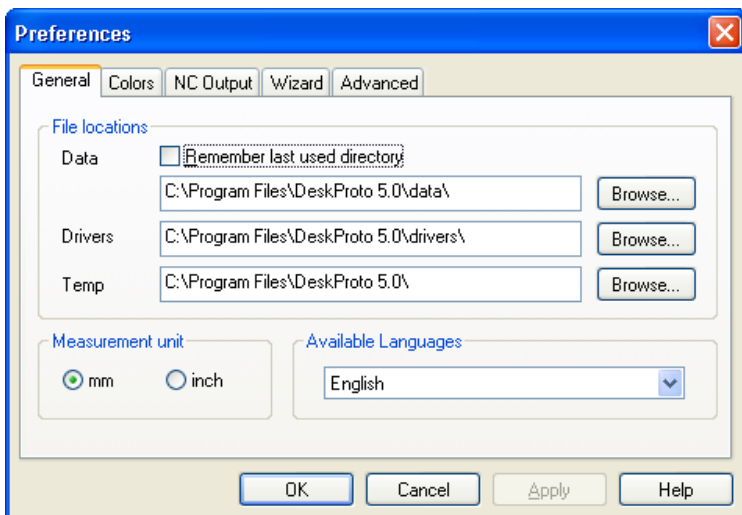 Preferences
General Colors NC Output Wizard Advanced
File locations
Data Remember last used directory
C:\Program Files\DeskProto 5.0\data\ Browse...
Drivers C:\Program Files\DeskProto 5.0\drivers\ Browse...
Temp C:\Program Files\DeskProto 5.0\ Browse...
Measurement unit Available Languages
mm inch English
OK Cancel Apply Help